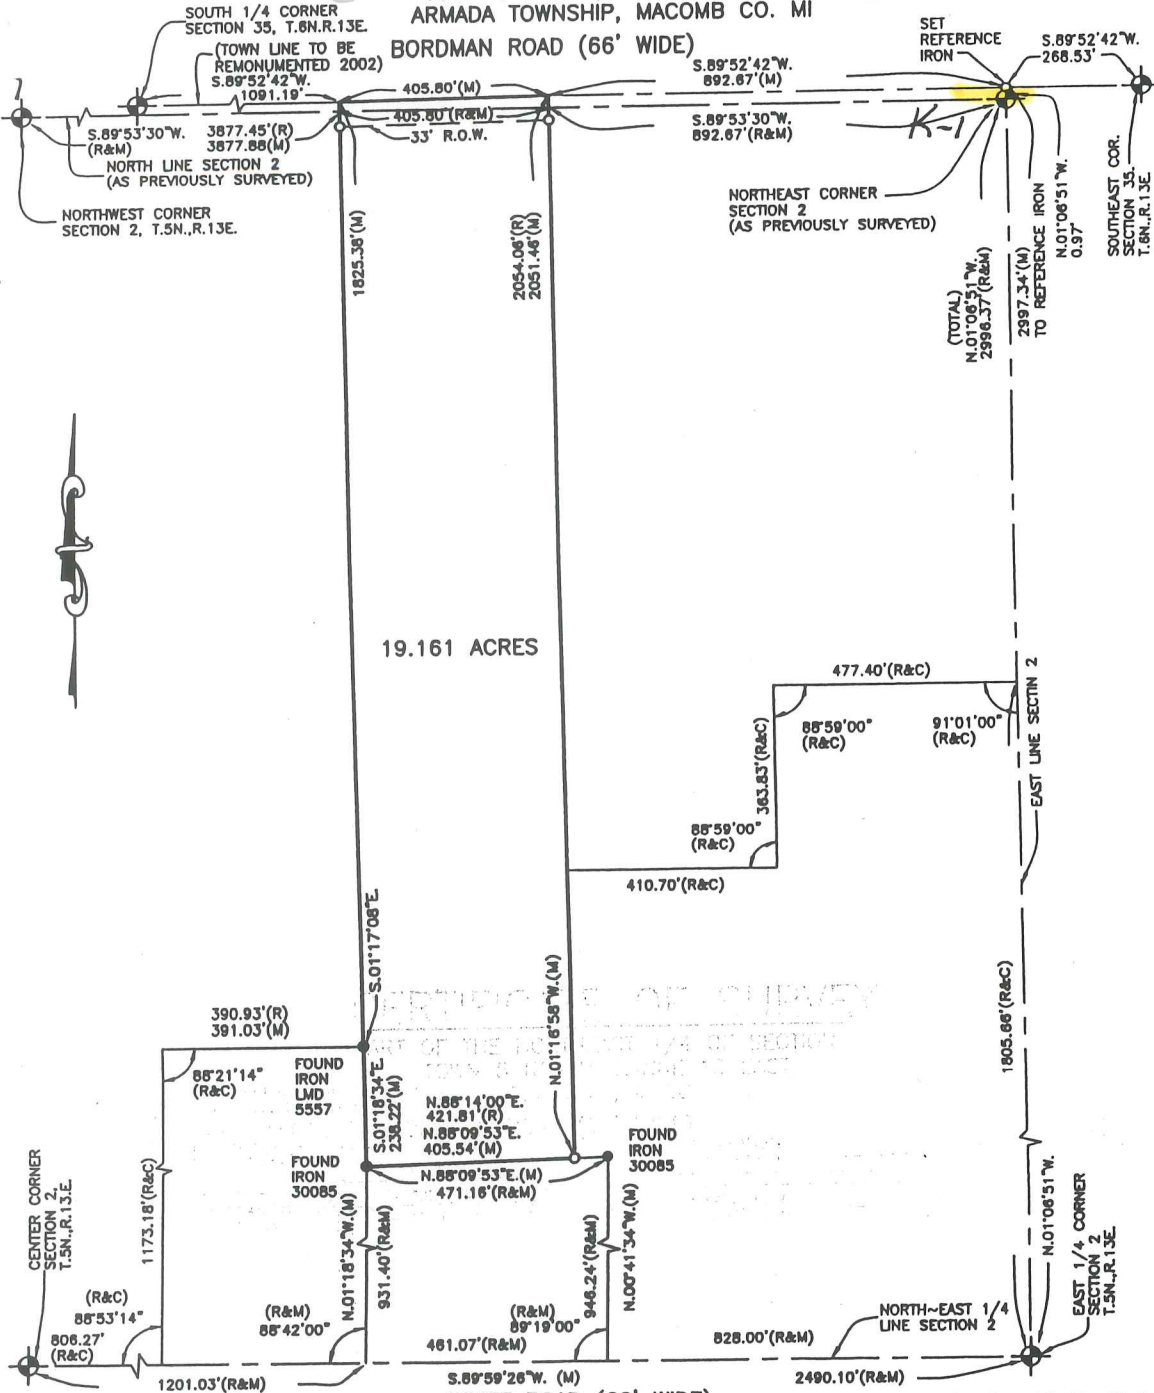 ARMADA TOWNSHIP, MACOMB CO. MI
BORDMAN ROAD (66' WIDE)
SOUTH 1/4 CORNER
SECTION 35, T.6N.R.13E.
(TOWN LINE TO BE
REMONUMENTED 2002)
S.89°52'42"W.
1091.19'
405.80'(M)
S.89°52'42"W.
892.67'(M)
SET
REFERENCE
IRON
S.89°52'42"W.
268.53'
S.89°53'30"W.
(R&M)
3877.45'(R)
3877.88(M)
405.80'(R&M)
33' R.O.W.
S.89°53'30"W.
892.67'(R&M)
K-1
NORTH LINE SECTION 2
(AS PREVIOUSLY SURVEYED)
NORTHWEST CORNER
SECTION 2, T.5N.,R.13E.
NORTHEAST CORNER
SECTION 2
(AS PREVIOUSLY SURVEYED)
N.01°06'51"W.
0.97'
SOUTHEAST COR.
SECTION 35.
T.6N.,R.13E.
1825.38'(M)
2054.06'(R)
2051.46'(M)
(TOTAL)
N.01°06'51"W.
2996.37'(R&M)
2997.34'(M)
TO REFERENCE IRON
19.161 ACRES
477.40'(R&C)
88°59'00"
(R&C)
91°01'00"
(R&C)
363.83'(R&C)
88°59'00"
(R&C)
410.70'(R&C)
EAST LINE SECTIN 2
S.01°17'08"E.
N.01°16'58"W.(M)
1805.66'(R&C)
CERTIFICATE OF SURVEY
390.93'(R)
391.03'(M)
88°21'14"
(R&C)
FOUND
IRON
LMD
5557
S.01°18'34"E.
238.22'(M)
N.88°14'00"E.
421.81'(R)
N.88°09'53"E.
405.54'(M)
FOUND
IRON
30085
FOUND
IRON
30085
N.88°09'53"E.(M)
471.16'(R&M)
CENTER CORNER
SECTION 2,
T.5N.,R.13.E.
1173.18'(R&C)
N.01°18'34"W.(M)
931.40'(R&M)
946.24'(R&M)
N.00°41'34"W.(M)
N.01°06'51"W.
EAST 1/4 CORNER
SECTION 2
T.5N.,R.13E.
(R&C)
88°53'14"
806.27'
(R&C)
(R&M)
88°42'00"
(R&M)
89°19'00"
461.07'(R&M)
828.00'(R&M)
NORTH~EAST 1/4
LINE SECTION 2
1201.03'(R&M)
S.89°59'26"W. (M)
2490.10'(R&M)